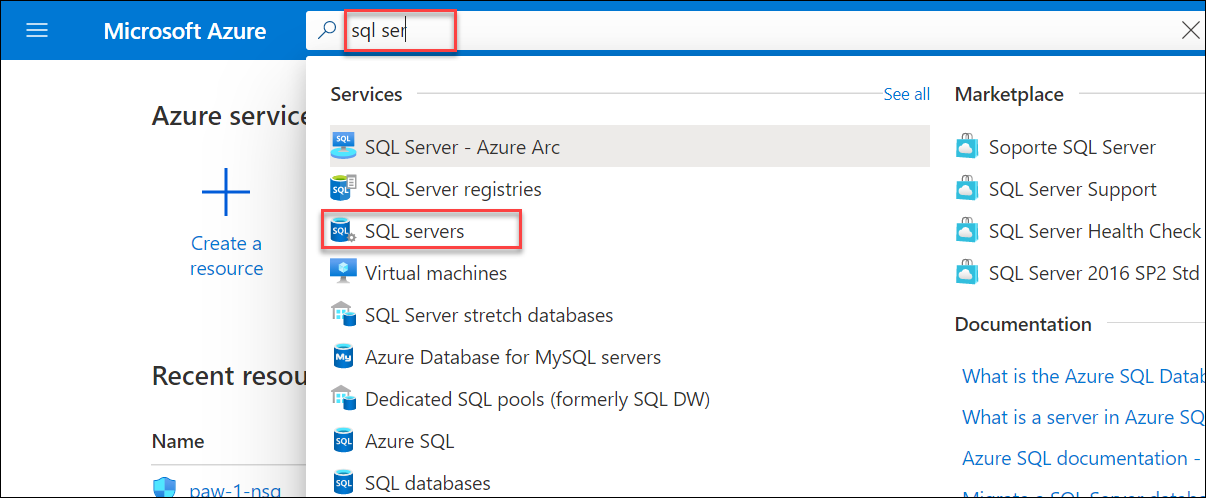 Microsoft Azure
sql ser
Azure service
Create a
resource
Recent resou
Name
paw-1-nsg
Services
See all
SQL Server - Azure Arc
SQL Server registries
SQL servers
Virtual machines
SQL Server stretch databases
Azure Database for MySQL servers
Dedicated SQL pools (formerly SQL DW)
Azure SQL
SQL databases
Marketplace
Soporte SQL Server
SQL Server Support
SQL Server Health Check
SQL Server 2016 SP2 Std
Documentation
What is the Azure SQL Datab
What is a server in Azure SQ
Azure SQL documentation -
Migrate a SQL Server databa